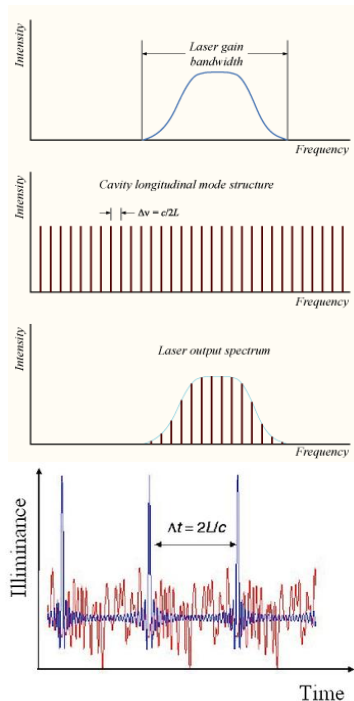 Intensity
Laser gain
bandwidth
Frequency
Intensity
Cavity longitudinal mode structure
Δν = c/2L
Frequency
Intensity
Laser output spectrum
Frequency
Illiminance
Δt = 2L/c
Time